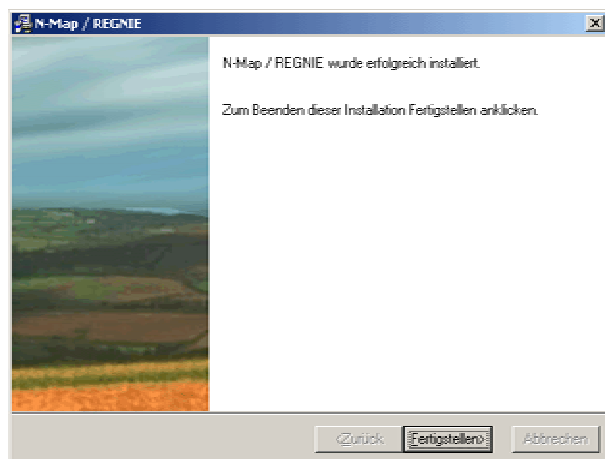 N-Map / REGNIE
N-Map / REGNIE wurde erfolgreich installiert.
Zum Beenden dieser Installation Fertigstellen anklicken.
<Zurück
Fertigstellen>
Abbrechen